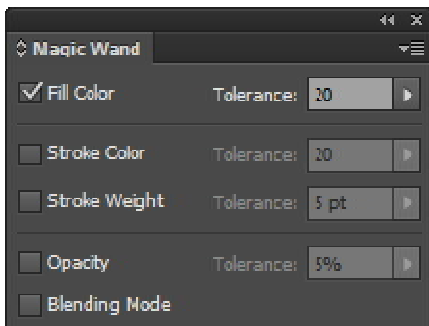 Magic Wand
Fill Color Tolerance: 20
Stroke Color Tolerance: 20
Stroke Weight Tolerance: 5 pt
Opacity Tolerance: 5%
Blending Mode